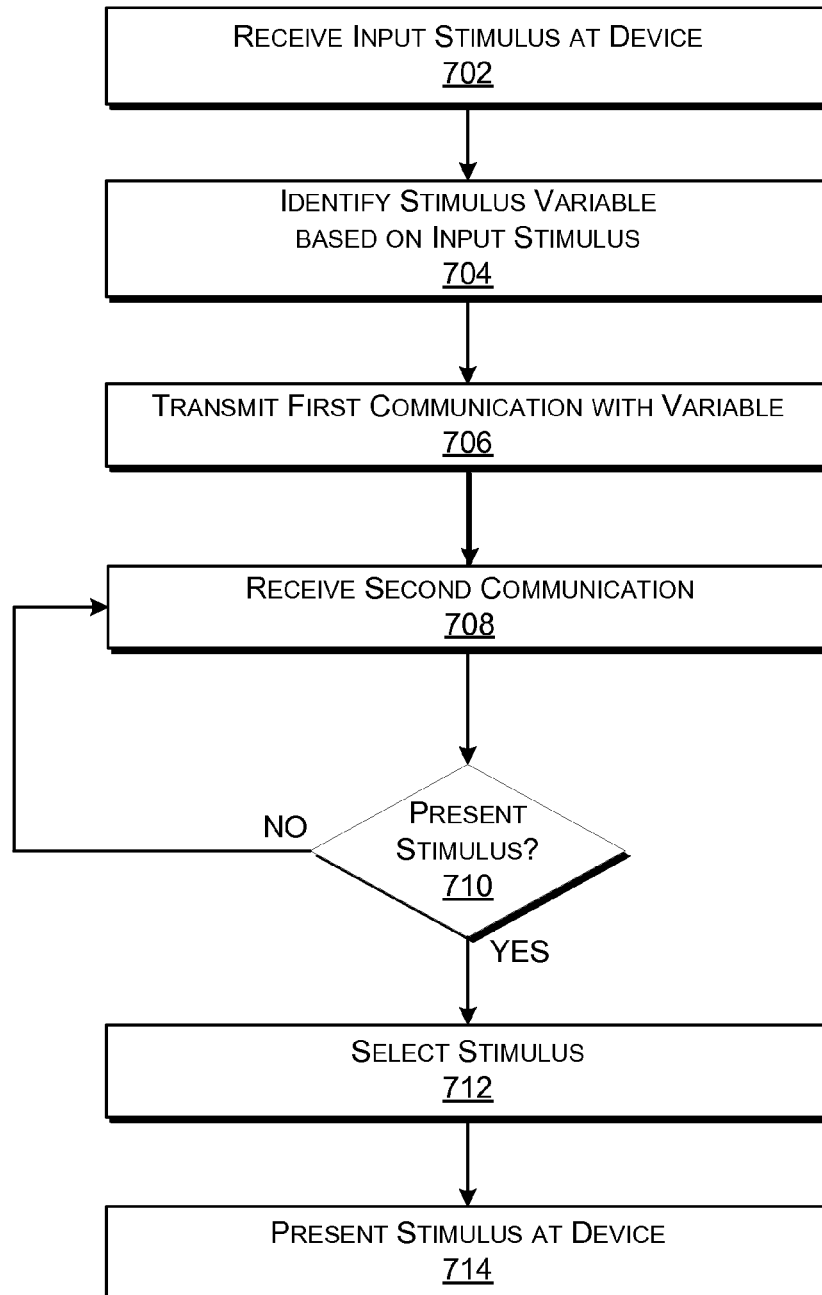 RECEIVE INPUT STIMULUS AT DEVICE
702
IDENTIFY STIMULUS VARIABLE
BASED ON INPUT STIMULUS
704
TRANSMIT FIRST COMMUNICATION WITH VARIABLE
706
RECEIVE SECOND COMMUNICATION
708
PRESENT
STIMULUS?
710
NO
YES
SELECT STIMULUS
712
PRESENT STIMULUS AT DEVICE
714